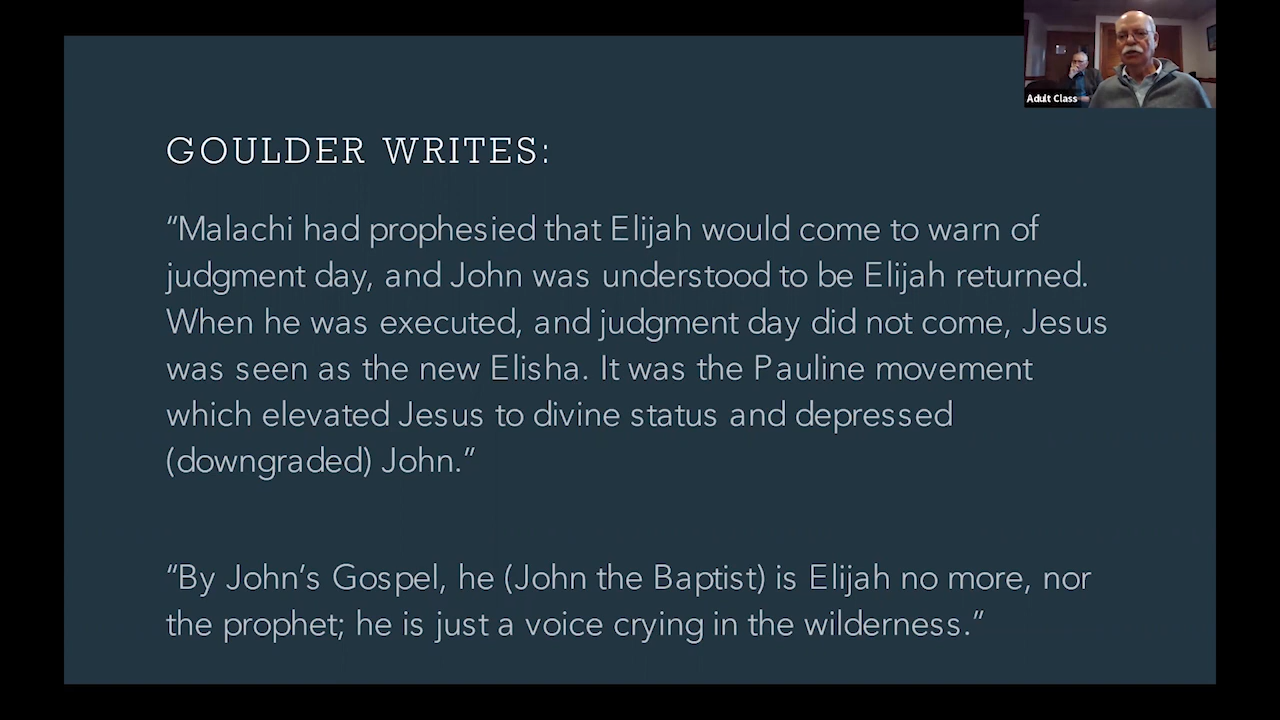 Adult Class
GOULDER WRITES:
“Malachi had prophesied that Elijah would come to warn of
judgment day, and John was understood to be Elijah returned.
When he was executed, and judgment day did not come, Jesus
was seen as the new Elisha. It was the Pauline movement
which elevated Jesus to divine status and depressed
(downgraded) John.”
“By John’s Gospel, he (John the Baptist) is Elijah no more, nor
the prophet; he is just a voice crying in the wilderness.”